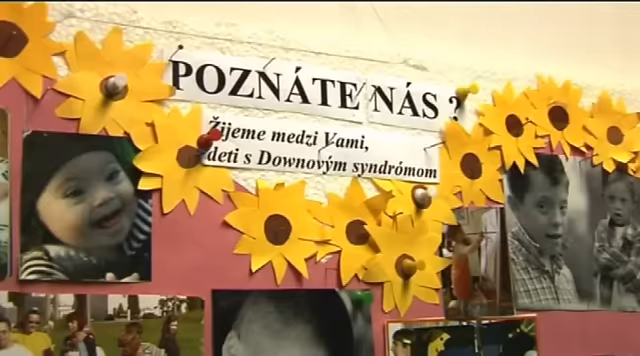 POZNÁTE NÁS ?
Žijeme medzi Vami,
deti s Downovým syndrómom